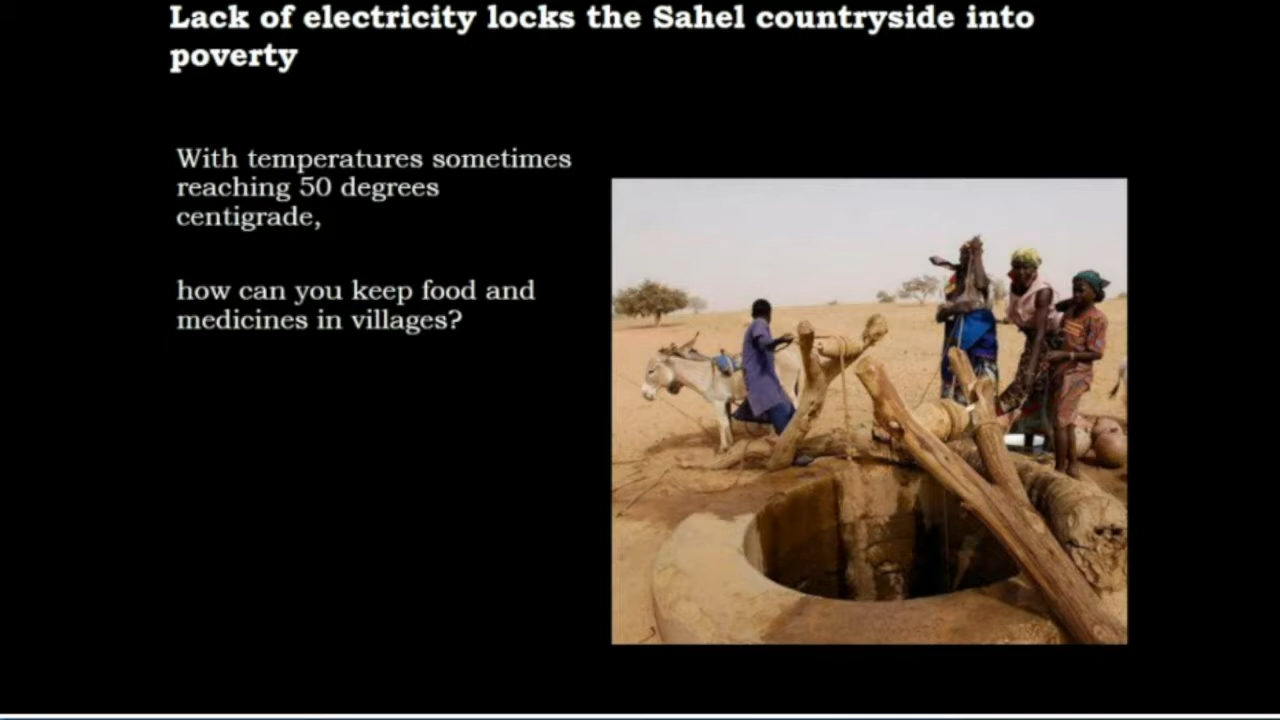 Lack of electricity locks the Sahel countryside into
poverty
With temperatures sometimes
reaching 50 degrees
centigrade,
how can you keep food and
medicines in villages?